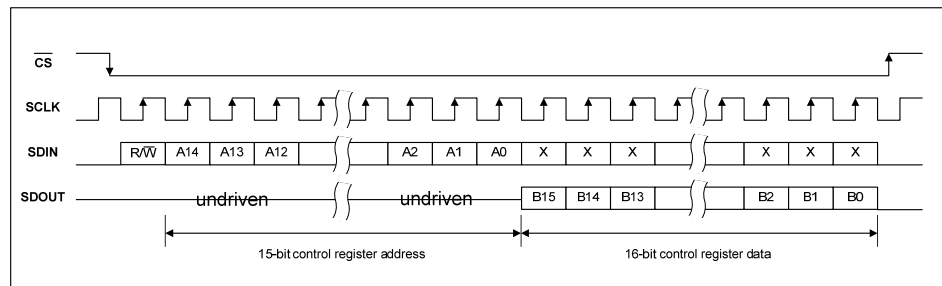 CS
SCLK
SDIN R/W A14 A13 A12 A2 A1 A0 X X X X X X
SDOUT undriven undriven B15 B14 B13 B2 B1 B0
15-bit control register address 16-bit control register data